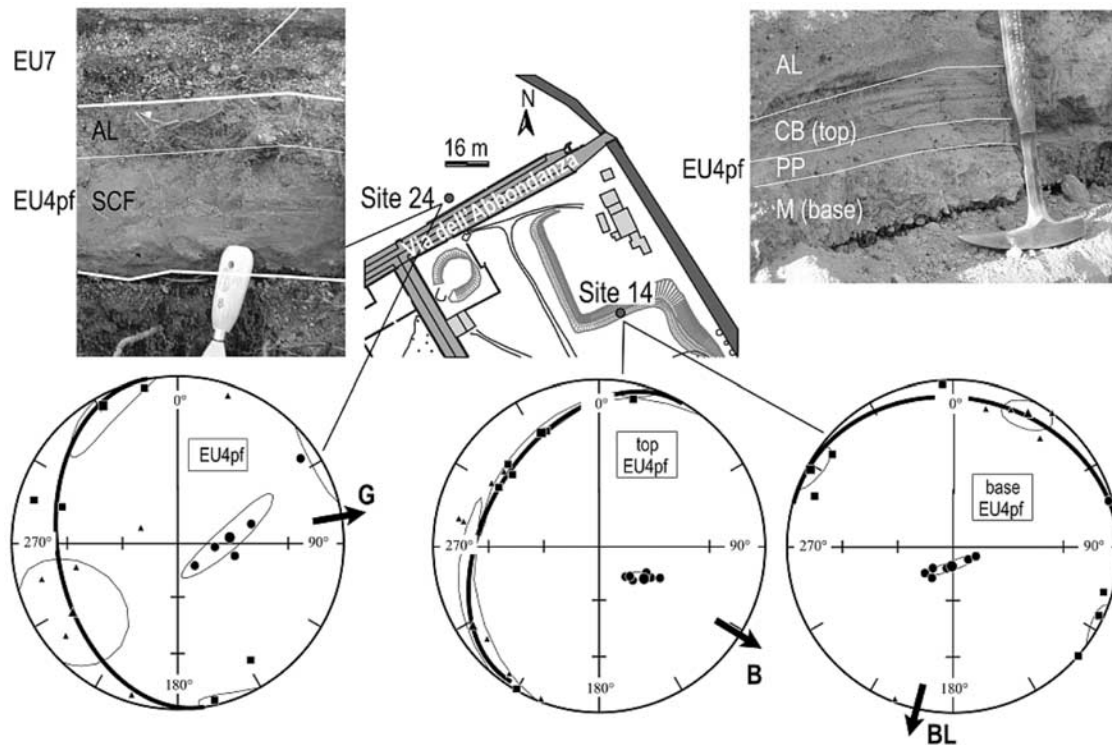 EU7
AL
EU4pf
SCF
N
16 m
Site 24
Via dell'Abbondanza
Site 14
AL
CB (top)
EU4pf
PP
M (base)
0°
EU4pf
G
270°
90°
180°
0°
top
EU4pf
270°
90°
180°
B
0°
base
EU4pf
270°
90°
180°
BL